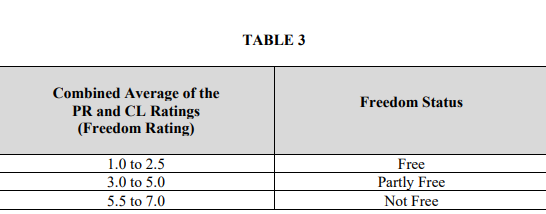 TABLE 3
Combined Average of the
PR and CL Ratings
(Freedom Rating)
Freedom Status
1.0 to 2.5 Free
3.0 to 5.0 Partly Free
5.5 to 7.0 Not Free